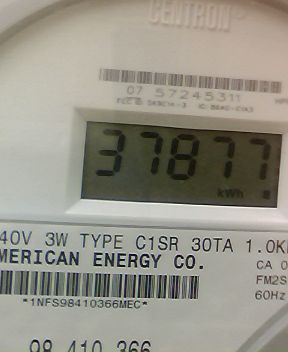 CENTRON
07 57245311
37877
kWh
40V 3W TYPE C1SR 30TA 1.0K
MERICAN ENERGY CO. CA 0
FM2S
*1NFS98410366MEC* 60Hz
98 410 366